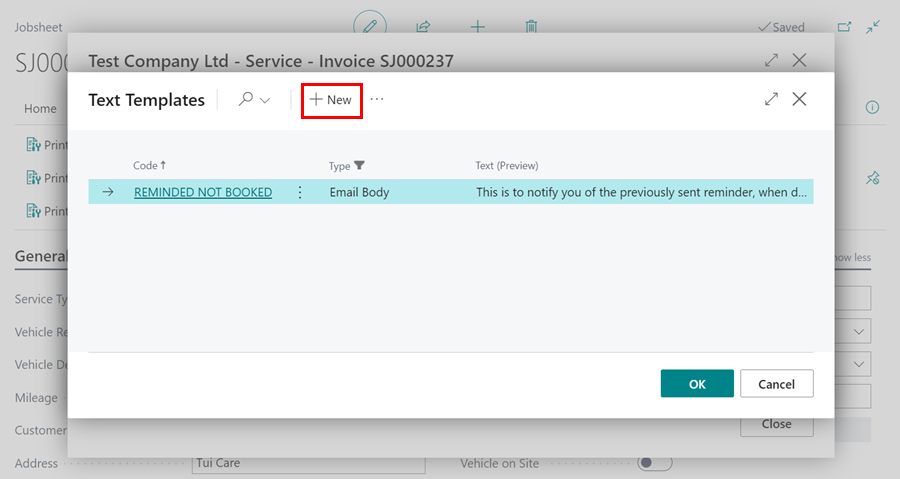 Jobsheet
Saved
SJ000
Test Company Ltd - Service - Invoice SJ000237
Text Templates
New
Home
Code Type Text (Preview)
REMINDED NOT BOOKED Email Body This is to notify you of the previously sent reminder, when d...
Print
Print
Print
General
Show less
Service Ty
Vehicle Re
Vehicle De
Mileage
OK Cancel
Customer
Close
Address Tui Care Vehicle on Site